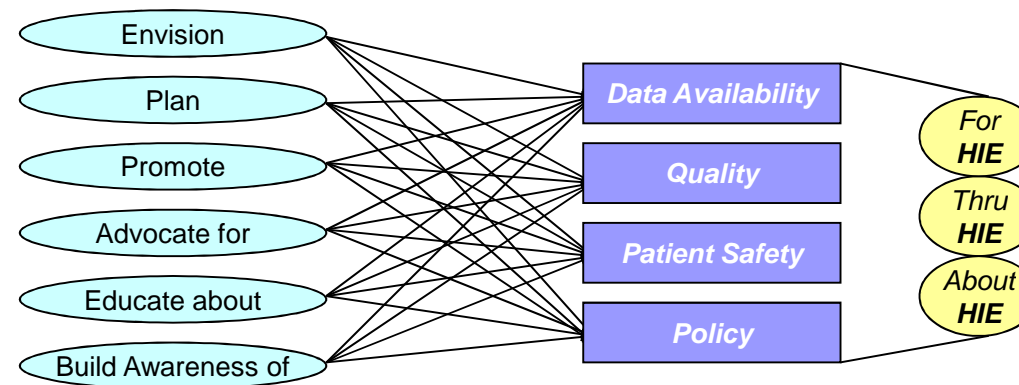 Envision
Plan
Promote
Advocate for
Educate about
Build Awareness of
Data Availability
Quality
Patient Safety
Policy
For
HIE
Thru
HIE
About
HIE